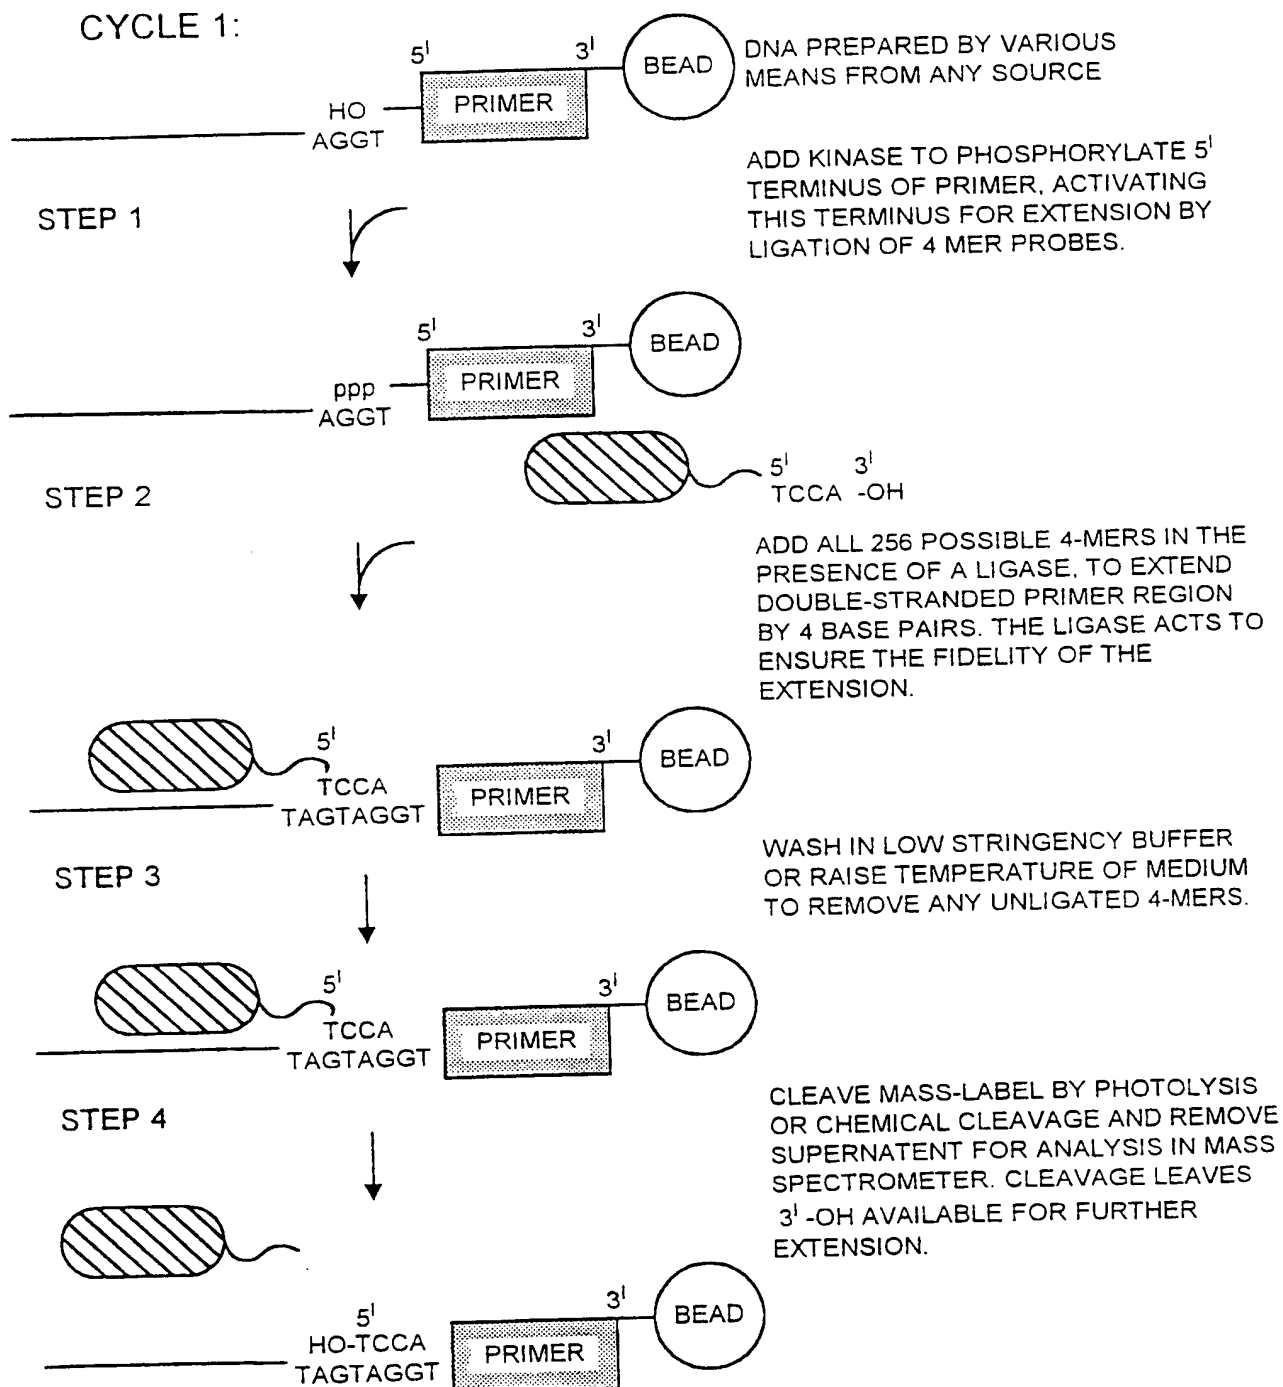 CYCLE 1:
5' 3'
BEAD
DNA PREPARED BY VARIOUS
MEANS FROM ANY SOURCE
HO
PRIMER
AGGT
ADD KINASE TO PHOSPHORYLATE 5'
TERMINUS OF PRIMER, ACTIVATING
THIS TERMINUS FOR EXTENSION BY
LIGATION OF 4 MER PROBES.
STEP 1
5' 3'
BEAD
ppp
PRIMER
AGGT
5' 3'
TCCA -OH
STEP 2
ADD ALL 256 POSSIBLE 4-MERS IN THE
PRESENCE OF A LIGASE, TO EXTEND
DOUBLE-STRANDED PRIMER REGION
BY 4 BASE PAIRS. THE LIGASE ACTS TO
ENSURE THE FIDELITY OF THE
EXTENSION.
5' 3'
BEAD
TCCA
PRIMER
TAGTAGGT
WASH IN LOW STRINGENCY BUFFER
OR RAISE TEMPERATURE OF MEDIUM
TO REMOVE ANY UNLIGATED 4-MERS.
STEP 3
5' 3'
BEAD
TCCA
PRIMER
TAGTAGGT
CLEAVE MASS-LABEL BY PHOTOLYSIS
OR CHEMICAL CLEAVAGE AND REMOVE
SUPERNATENT FOR ANALYSIS IN MASS
SPECTROMETER. CLEAVAGE LEAVES
3' -OH AVAILABLE FOR FURTHER
EXTENSION.
STEP 4
5' 3'
BEAD
HO-TCCA
PRIMER
TAGTAGGT